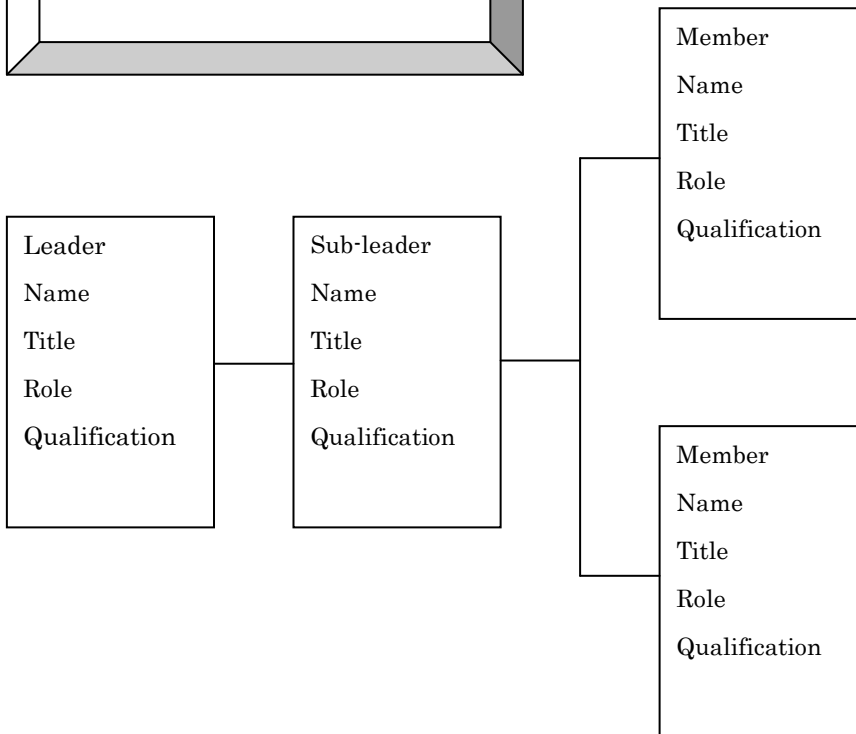 Leader
Name
Title
Role
Qualification
Sub-leader
Name
Title
Role
Qualification
Member
Name
Title
Role
Qualification
Member
Name
Title
Role
Qualification